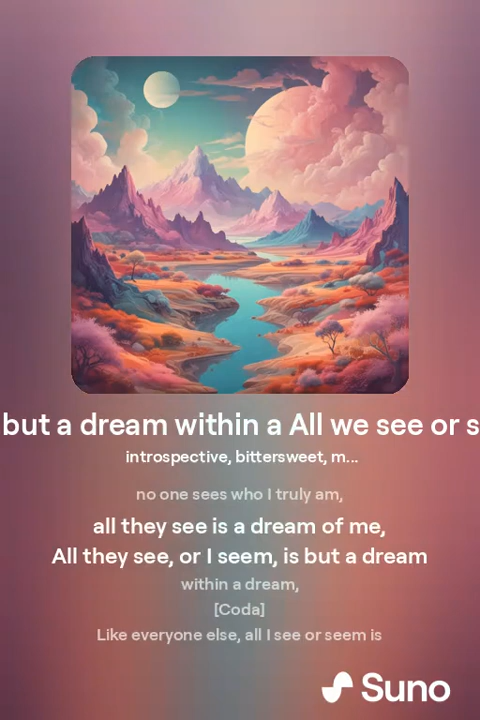 but a dream within a All we see or s
introspective, bittersweet, m...
no one sees who I truly am,
all they see is a dream of me,
All they see, or I seem, is but a dream
within a dream,
[Coda]
Like everyone else, all I see or seem is
Suno